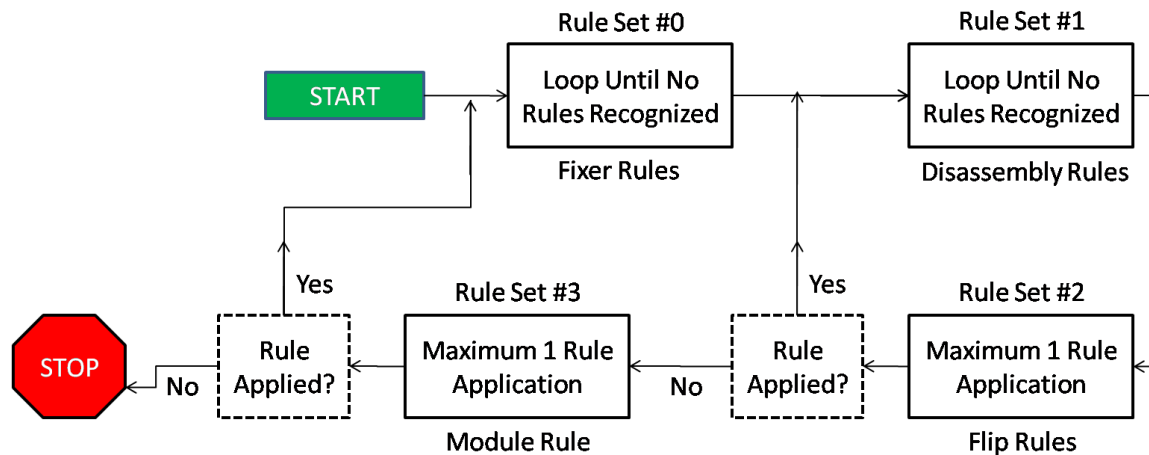 Rule Set #0
Rule Set #1
START
Loop Until No
Rules Recognized
Loop Until No
Rules Recognized
Fixer Rules
Disassembly Rules
Yes
Yes
Rule Set #3
Rule Set #2
STOP
No
Rule
Applied?
Maximum 1 Rule
Application
No
Rule
Applied?
Maximum 1 Rule
Application
Module Rule
Flip Rules